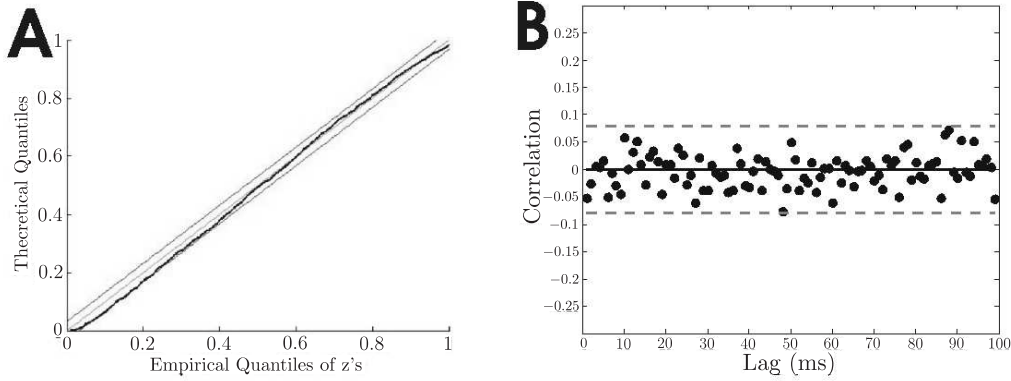 A
1
0.8
0.6
0.4
0.2
0
0 0.2 0.4 0.6 0.8 1
Thecretical Quantiles
Empirical Quantiles of z's
B
0.25
0.2
0.15
0.1
0.05
0
−0.05
−0.1
−0.15
−0.2
−0.25
0 10 20 30 40 50 60 70 80 90 100
Correlation
Lag (ms)